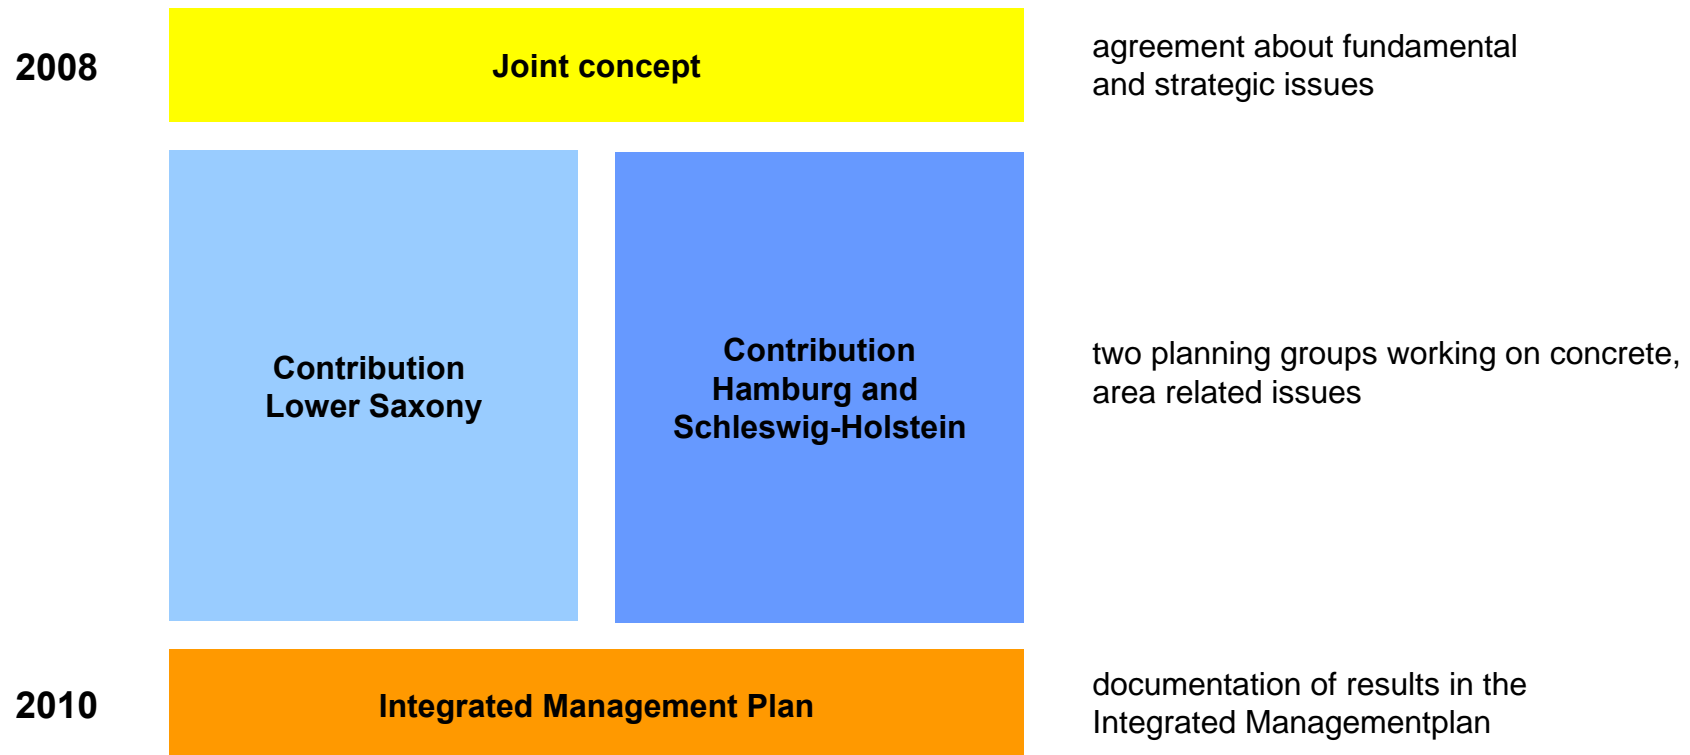 2008
Joint concept
agreement about fundamental
and strategic issues
Contribution
Lower Saxony
Contribution
Hamburg and
Schleswig-Holstein
two planning groups working on concrete,
area related issues
2010
Integrated Management Plan
documentation of results in the
Integrated Managementplan